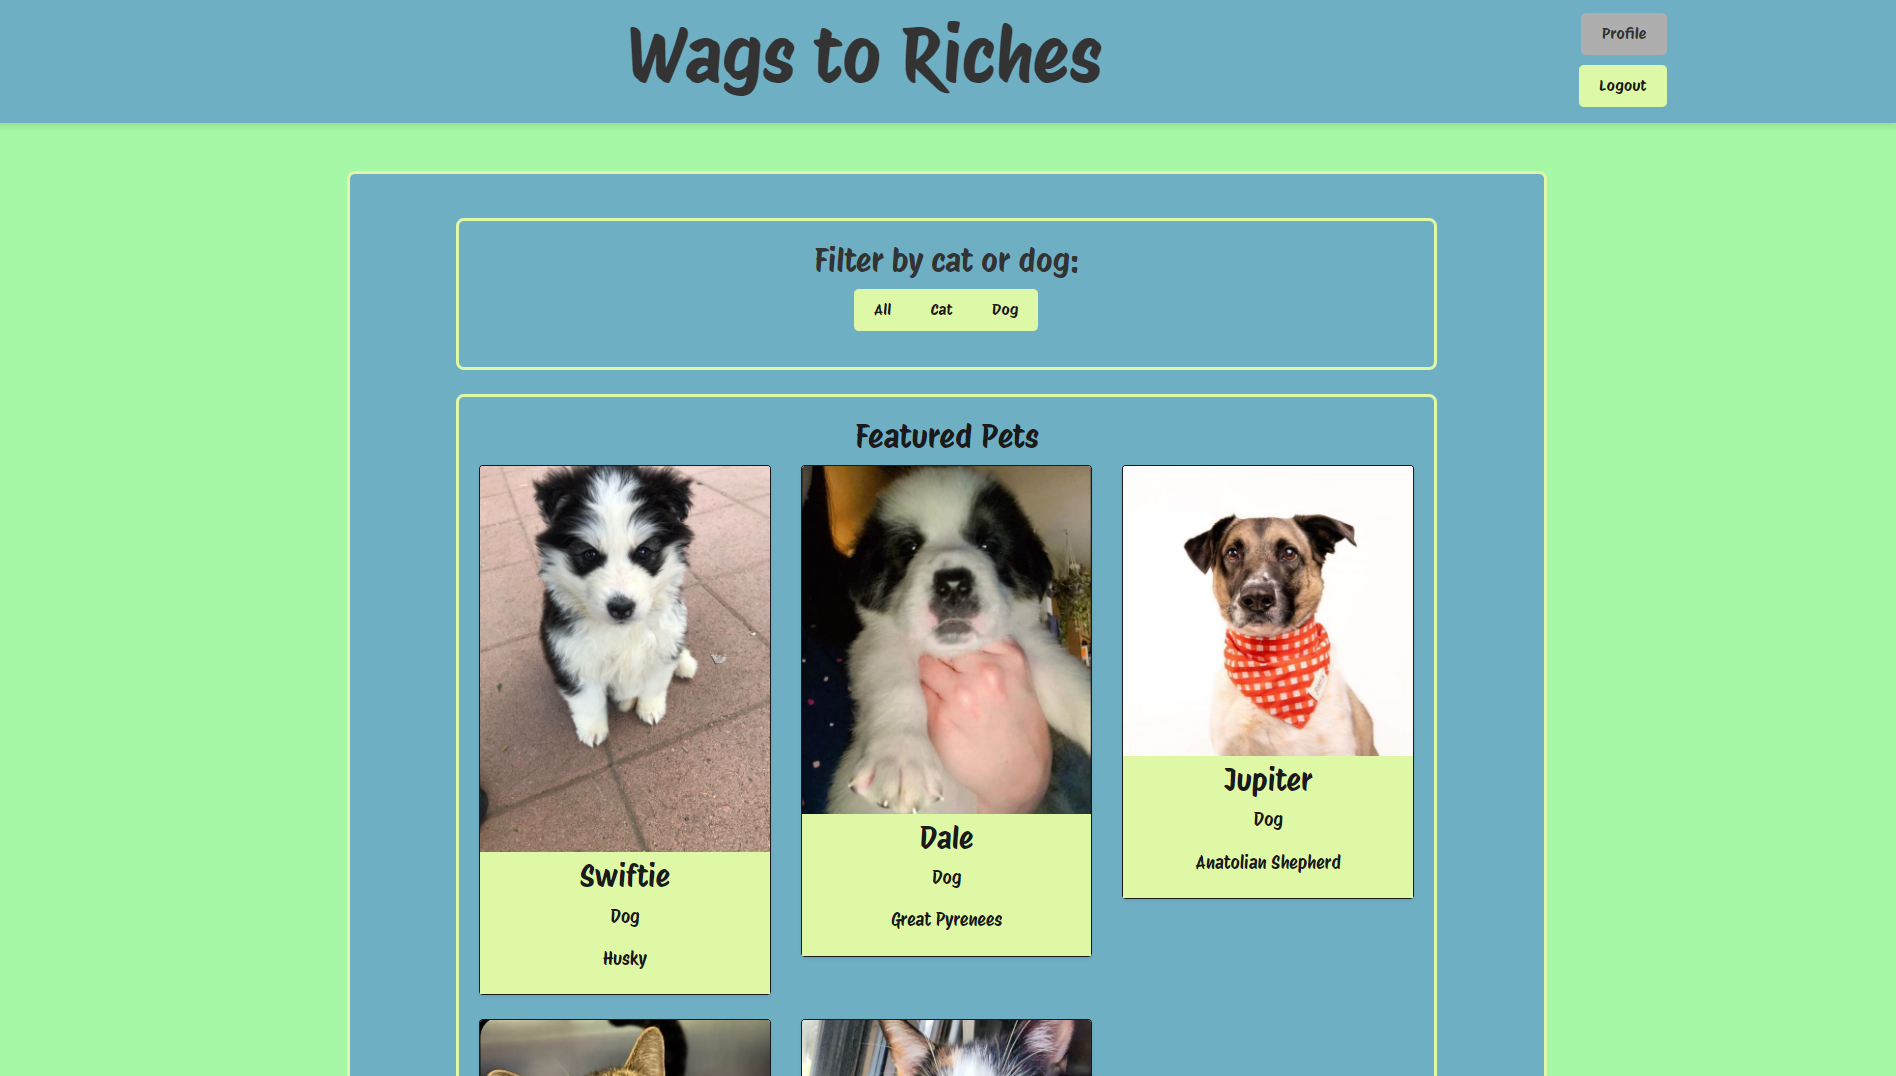 Wags to Riches
Profile
Logout
Filter by cat or dog:
All Cat Dog
Featured Pets
Swiftie
Dog
Husky
Dale
Dog
Great Pyrenees
Jupiter
Dog
Anatolian Shepherd